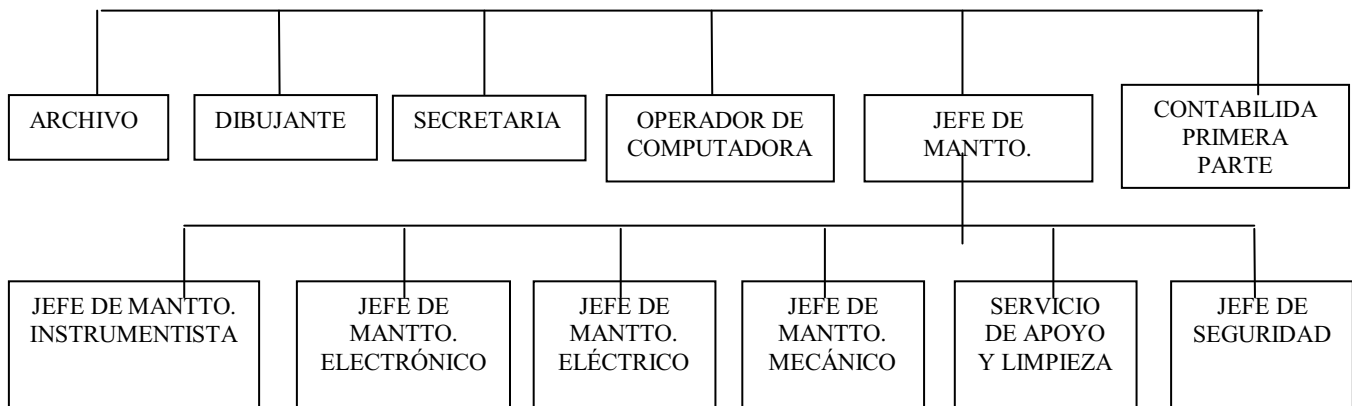 ARCHIVO
DIBUJANTE
SECRETARIA
OPERADOR DE
COMPUTADORA
JEFE DE
MANTTO.
CONTABILIDA
PRIMERA
PARTE
JEFE DE MANTTO.
INSTRUMENTISTA
JEFE DE
MANTTO.
ELECTRÓNICO
JEFE DE
MANTTO.
ELÉCTRICO
JEFE DE
MANTTO.
MECÁNICO
SERVICIO
DE APOYO
Y LIMPIEZA
JEFE DE
SEGURIDAD